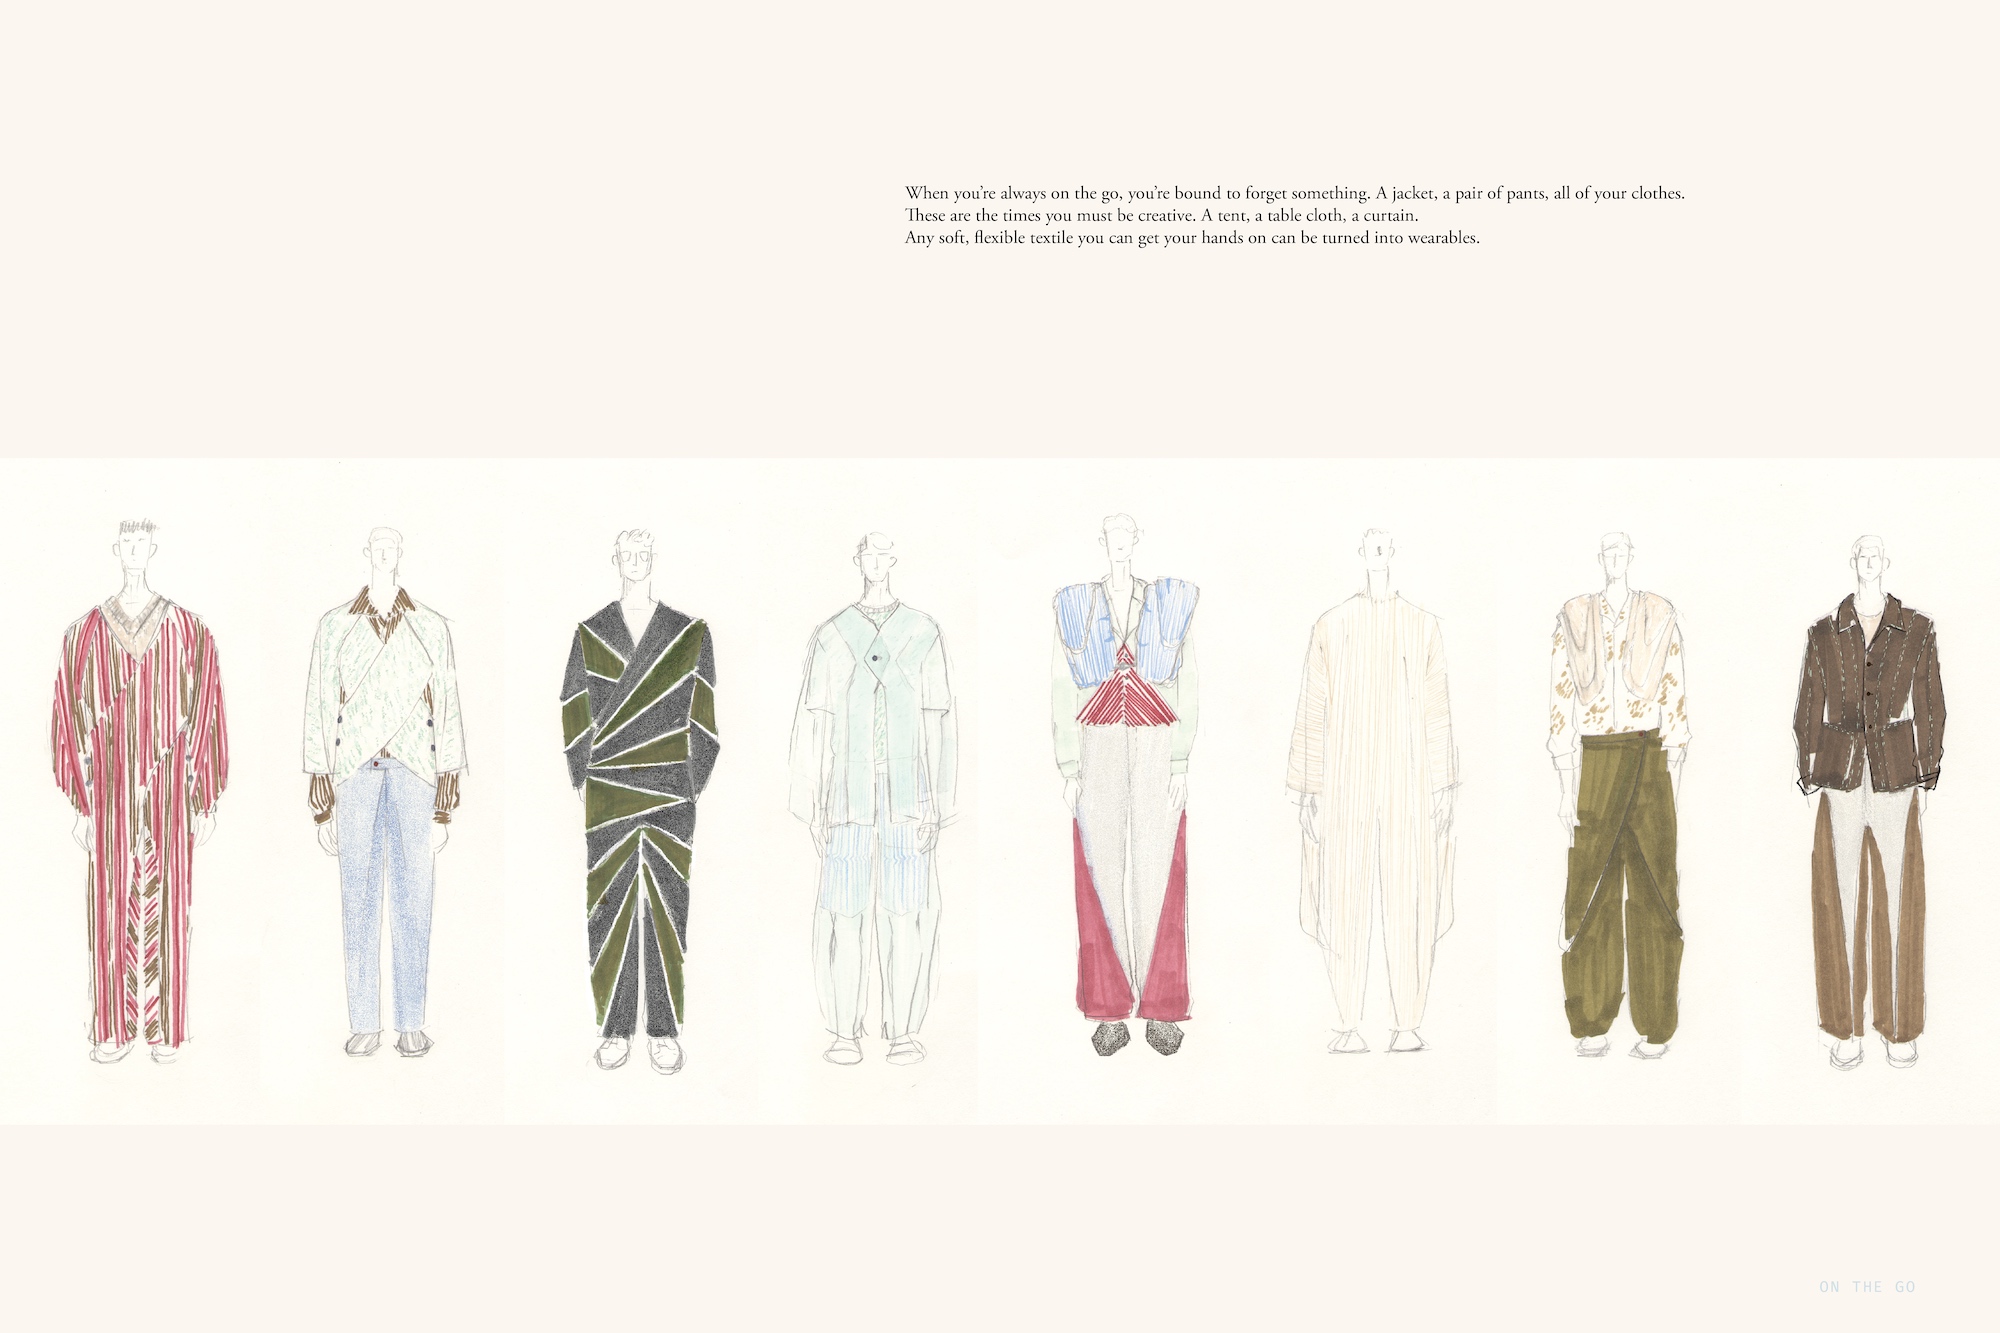 When you're always on the go, you're bound to forget something. A jacket, a pair of pants, all of your clothes.
These are the times you must be creative. A tent, a table cloth, a curtain.
Any soft, flexible textile you can get your hands on can be turned into wearables.
ON THE GO